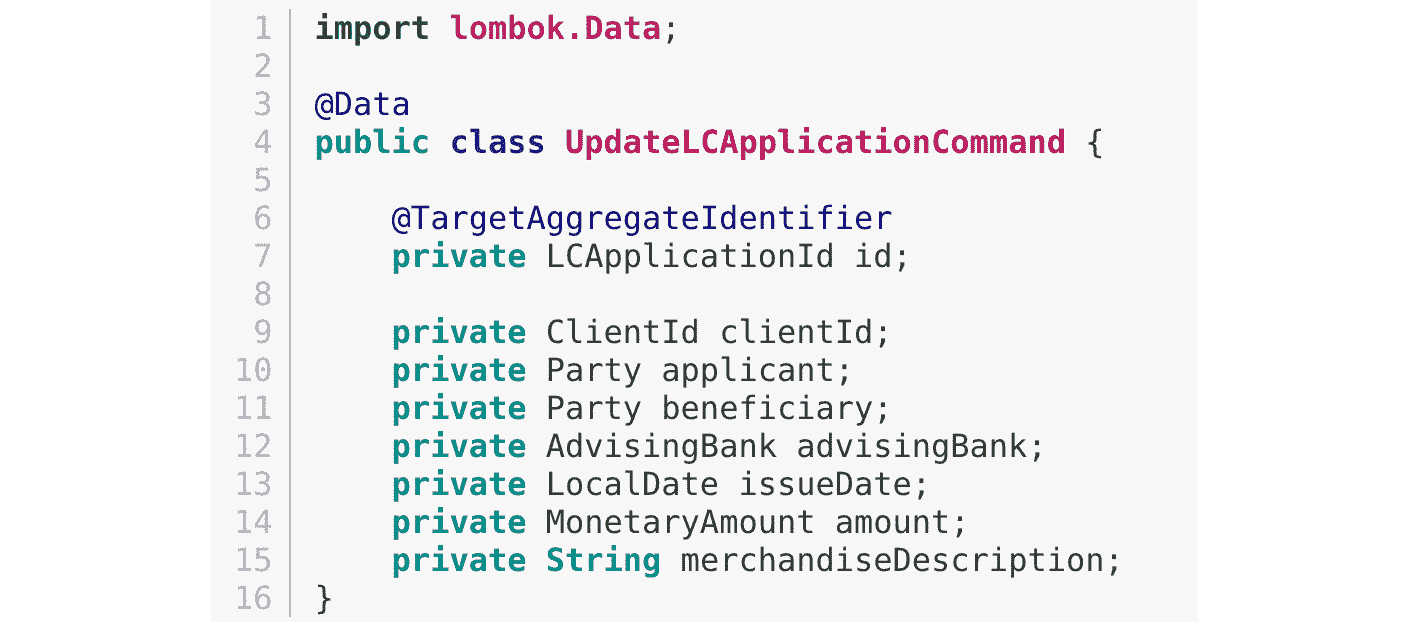 1 import lombok.Data;
2
3 @Data
4 public class UpdateLCApplicationCommand {
5
6     @TargetAggregateIdentifier
7     private LCApplicationId id;
8
9     private ClientId clientId;
10     private Party applicant;
11     private Party beneficiary;
12     private AdvisingBank advisingBank;
13     private LocalDate issueDate;
14     private MonetaryAmount amount;
15     private String merchandiseDescription;
16 }